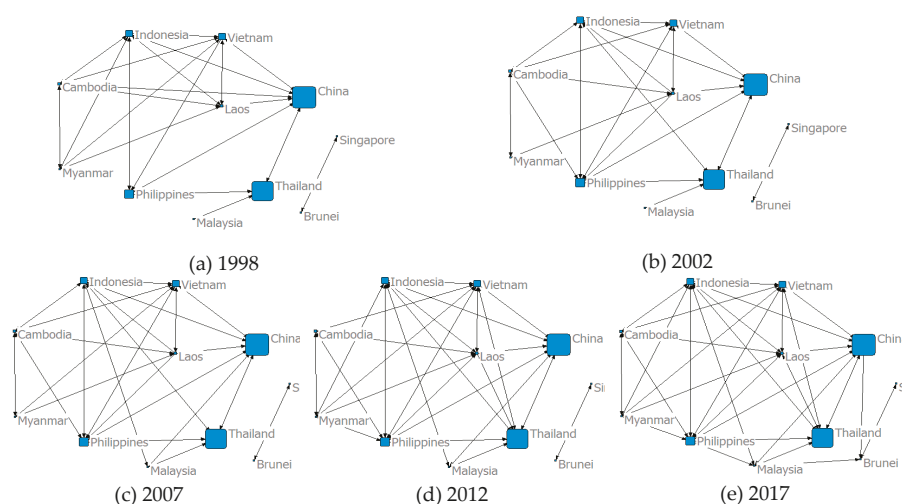 Indonesia
Vietnam
Cambodia
China
Laos
Singapore
Myanmar
Philippines
Thailand
Malaysia
Brunei
(a) 1998
Indonesia
Vietnam
Cambodia
China
Laos
Singapore
Myanmar
Philippines
Thailand
Malaysia
Brunei
(b) 2002
Indonesia
Vietnam
Cambodia
China
Laos
S
Myanmar
Philippines
Thailand
Malaysia
Brunei
(c) 2007
Indonesia
Vietnam
Cambodia
China
Laos
Si
Myanmar
Philippines
Thailand
Malaysia
Brunei
(d) 2012
Indonesia
Vietnam
Cambodia
China
Laos
S
Myanmar
Philippines
Thailand
Malaysia
Brunei
(e) 2017